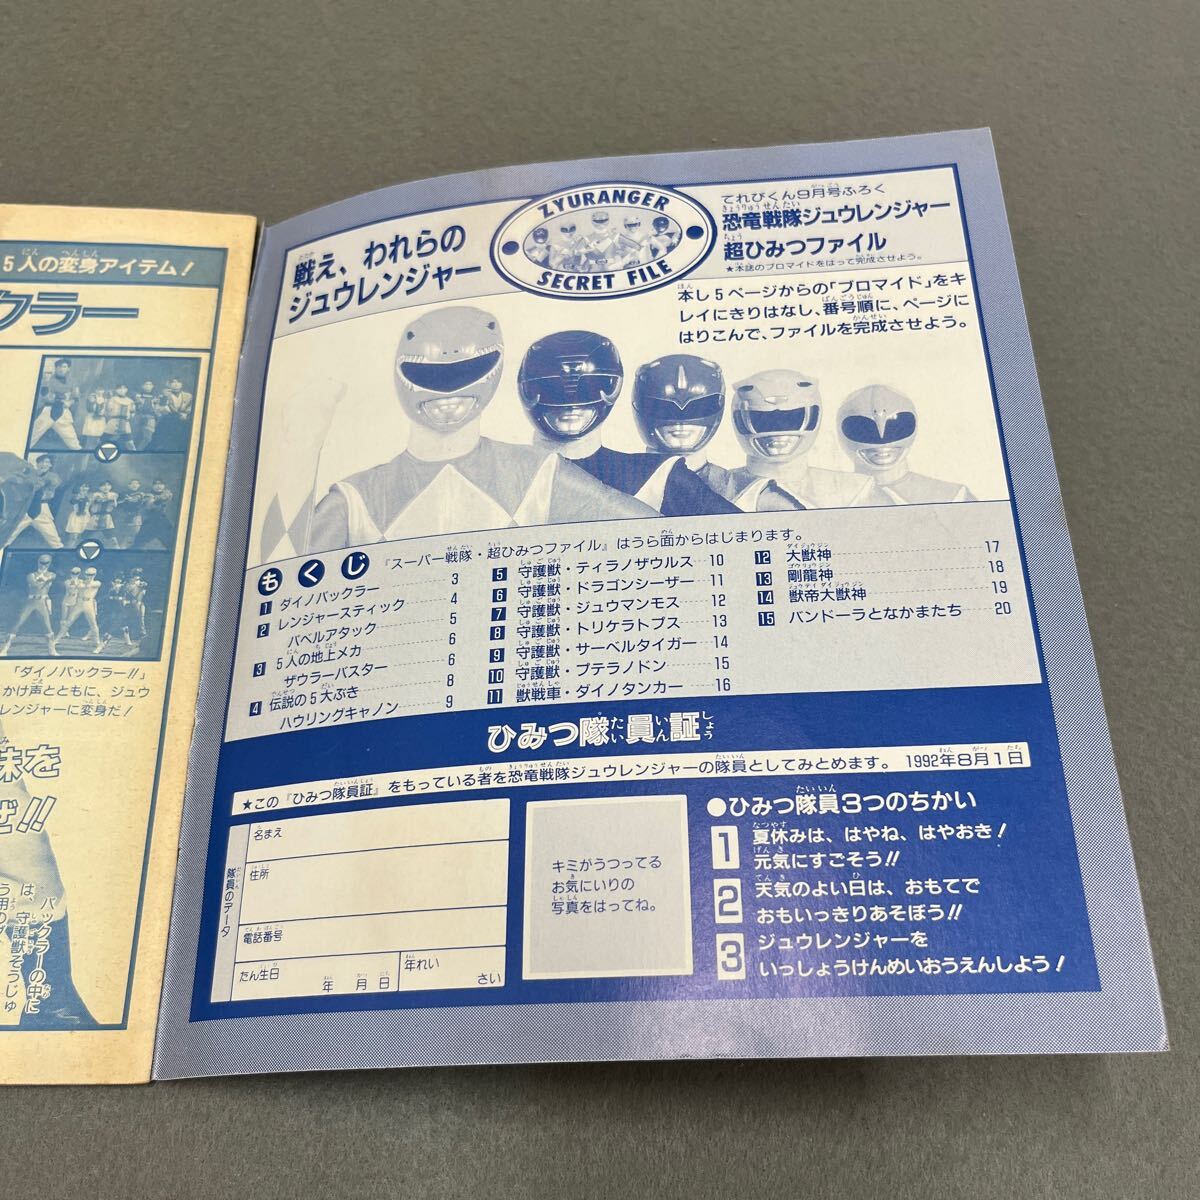 5人の変身アイテム!
クラー
「ダイノバックラー!!」
かけ声とともに、ジュウ
レンジャーに変身だ!
バックラーの中に
は、守護獣そうじゅ
戦え、われらの
ジュウレンジャー
ZYURANGER
SECRET FILE
てれびくん9月号ふろく
恐竜戦隊ジュウレンジャー
超ひみつファイル
★本誌のブロマイドをはって完成させよう。
本し5ページからの「ブロマイド」をキ
レイにきりはなし、番号順に、ページに
はりこんで、ファイルを完成させよう。
もくじ
『スーパー戦隊・超ひみつファイル』はうら面からはじまります。
1 ダイノバックラー 3
2 レンジャースティック 4
バベルアタック 5
3 5人の地上メカ 6
ザウラーバスター 6
4 伝説の5大ぶき 8
ハウリングキャノン 9
5 守護獣・ティラノザウルス 10
6 守護獣・ドラゴンシーザー 11
7 守護獣・ジュウマンモス 12
8 守護獣・トリケラトプス 13
9 守護獣・サーベルタイガー 14
10 守護獣・プテラノドン 15
11 獣戦車・ダイノタンカー 16
12 大獣神 17
13 剛龍神 18
14 獣帝大獣神 19
15 バンドーラとなかまたち 20
ひみつ隊員証
★この『ひみつ隊員証』をもっている者を恐竜戦隊ジュウレンジャーの隊員としてみとめます。 1992年8月1日
隊員のデータ
名まえ
住所
電話番号
たん生日 年 月 日
年れい さい
キミがうつってる
お気にいりの
写真をはってね。
●ひみつ隊員3つのちかい
1 夏休みは、はやね、はやおき!
元気にすごそう!!
2 天気のよい日は、おもてで
おもいっきりあそぼう!!
3 ジュウレンジャーを
いっしょうけんめいおうえんしよう!